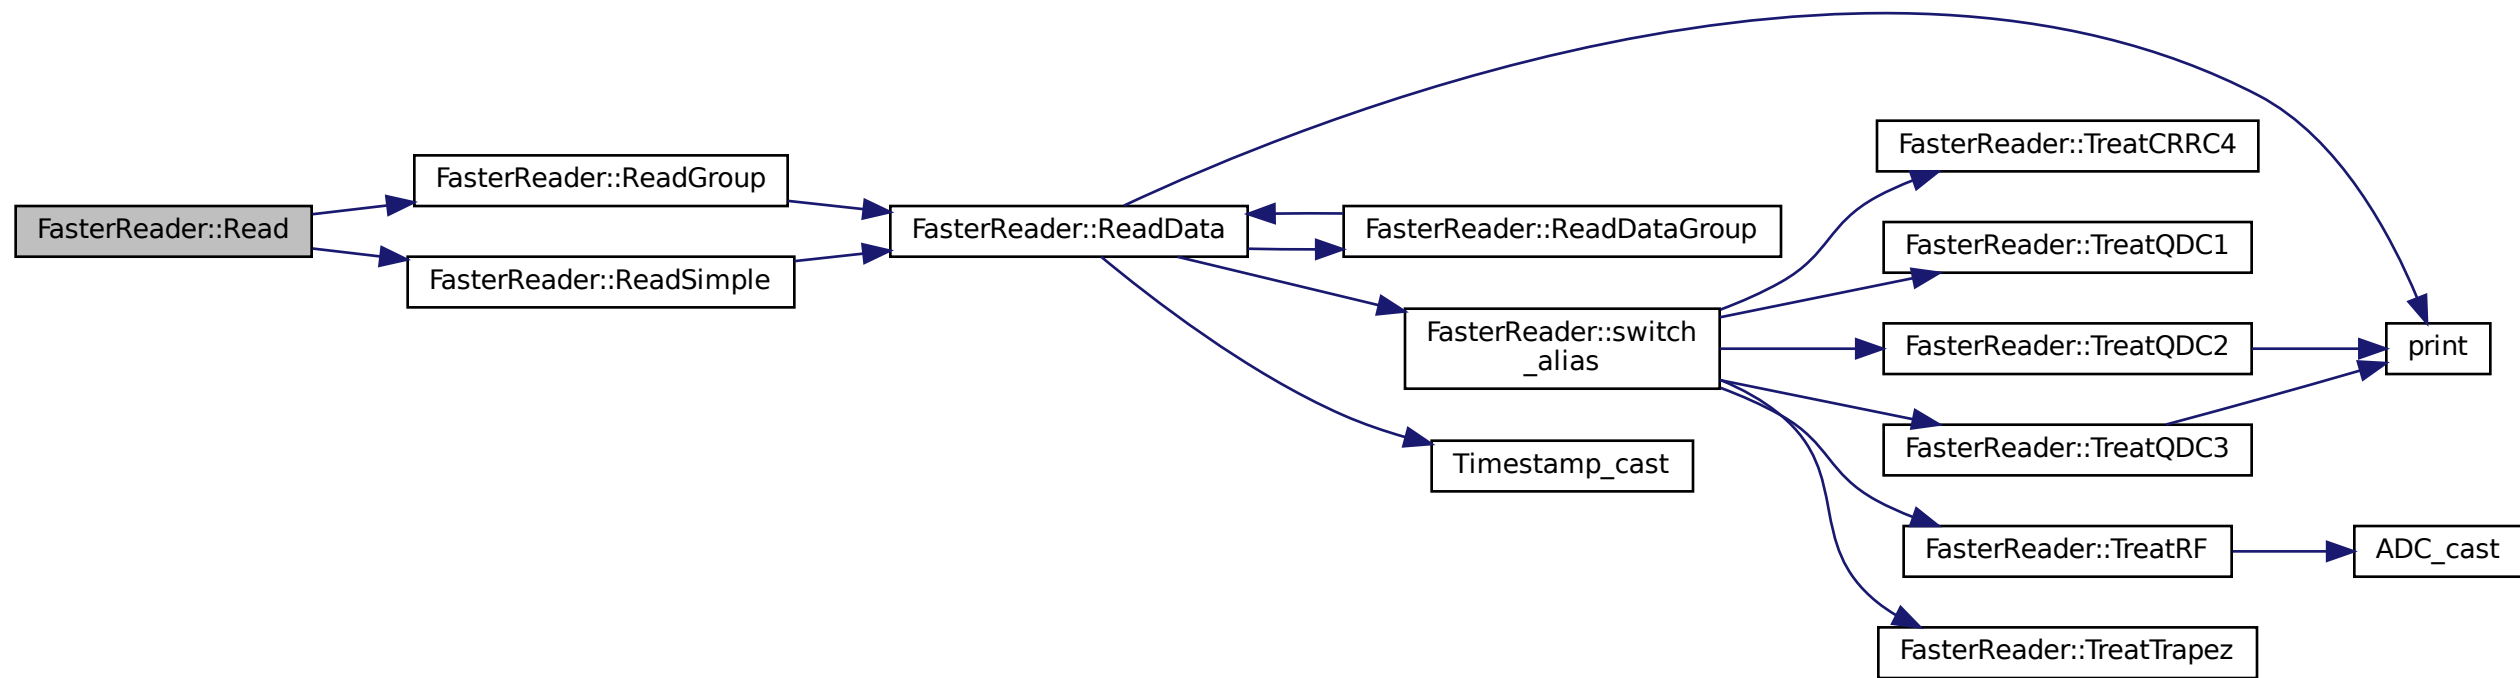 FasterReader::Read
FasterReader::ReadGroup
FasterReader::ReadSimple
FasterReader::ReadData
FasterReader::ReadDataGroup
FasterReader::switch
_alias
Timestamp_cast
FasterReader::TreatCRRC4
FasterReader::TreatQDC1
FasterReader::TreatQDC2
FasterReader::TreatQDC3
FasterReader::TreatRF
FasterReader::TreatTrapez
print
ADC_cast